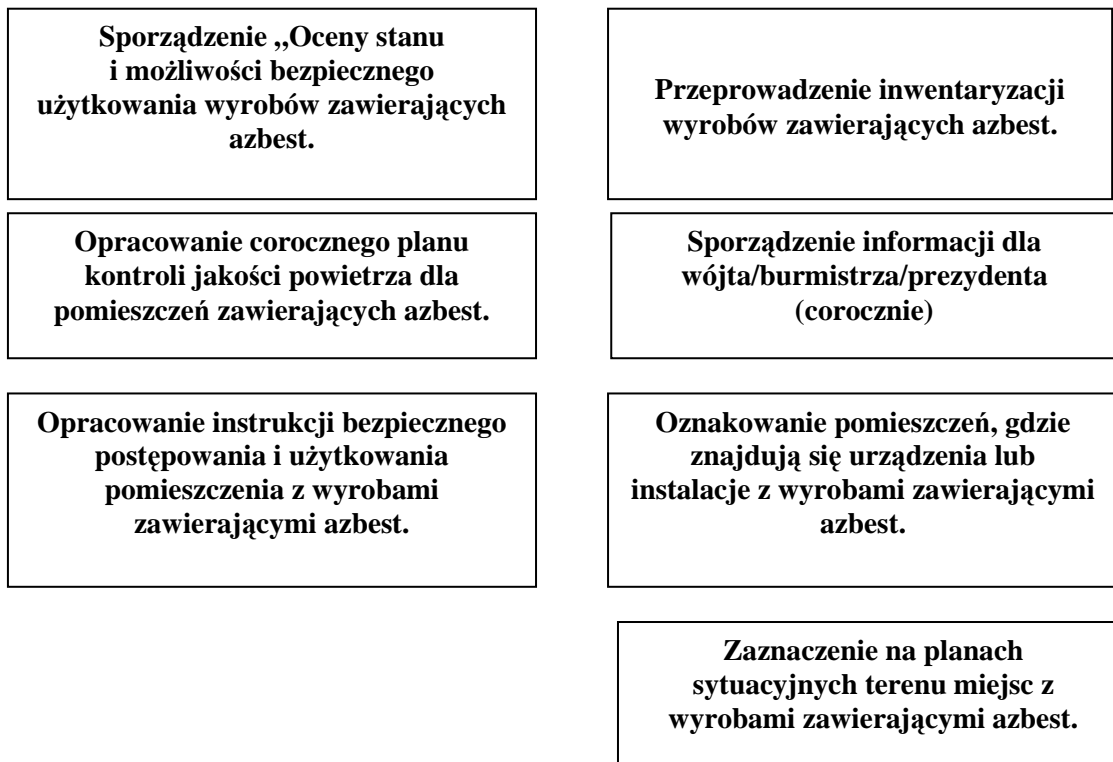 Sporządzenie „Oceny stanu
i możliwości bezpiecznego
użytkowania wyrobów zawierających
azbest.
Przeprowadzenie inwentaryzacji
wyrobów zawierających azbest.
Opracowanie corocznego planu
kontroli jakości powietrza dla
pomieszczeń zawierających azbest.
Sporządzenie informacji dla
wójta/burmistrza/prezydenta
(corocznie)
Opracowanie instrukcji bezpiecznego
postępowania i użytkowania
pomieszczenia z wyrobami
zawierającymi azbest.
Oznakowanie pomieszczeń, gdzie
znajdują się urządzenia lub
instalacje z wyrobami zawierającymi
azbest.
Zaznaczenie na planach
sytuacyjnych terenu miejsc z
wyrobami zawierającymi azbest.